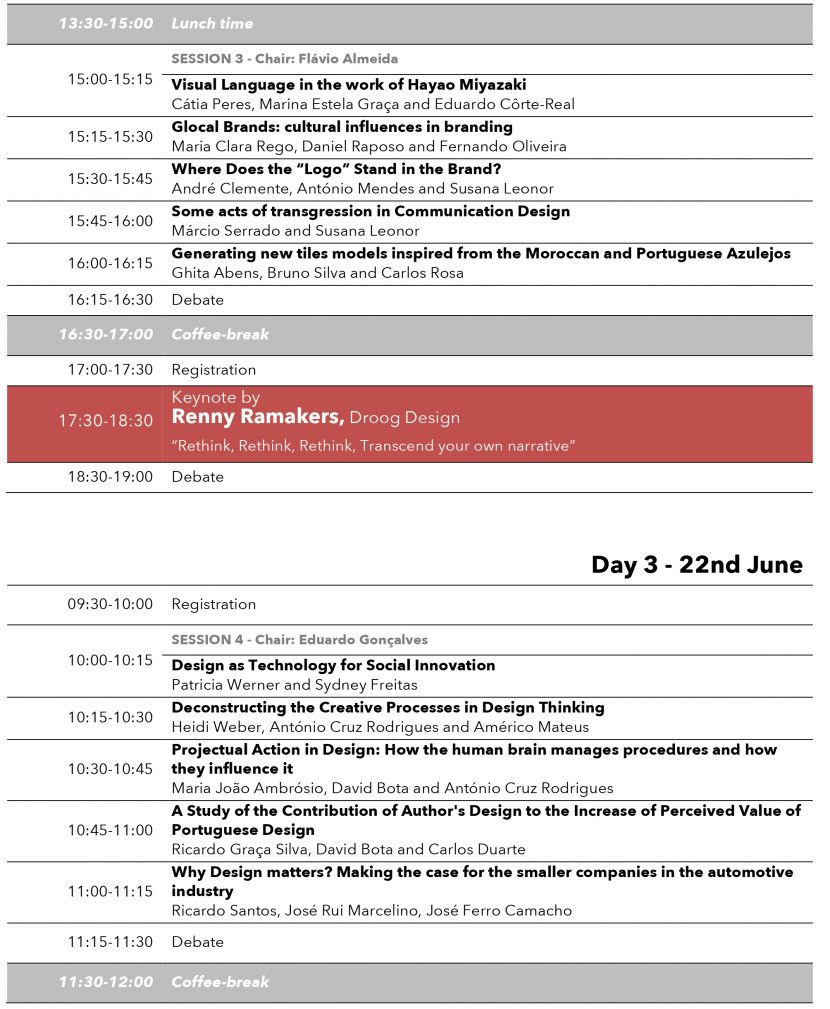 13:30-15:00 Lunch time
SESSION 3 - Chair: Flávio Almeida
15:00-15:15
Visual Language in the work of Hayao Miyazaki
Cátia Peres, Marina Estela Graça and Eduardo Côrte-Real
15:15-15:30
Glocal Brands: cultural influences in branding
Maria Clara Rego, Daniel Raposo and Fernando Oliveira
15:30-15:45
Where Does the “Logo” Stand in the Brand?
André Clemente, António Mendes and Susana Leonor
15:45-16:00
Some acts of transgression in Communication Design
Márcio Serrado and Susana Leonor
16:00-16:15
Generating new tiles models inspired from the Moroccan and Portuguese Azulejos
Ghita Abens, Bruno Silva and Carlos Rosa
16:15-16:30 Debate
16:30-17:00 Coffee-break
17:00-17:30 Registration
17:30-18:30
Keynote by
Renny Ramakers, Droog Design
“Rethink, Rethink, Rethink, Transcend your own narrative”
18:30-19:00 Debate
Day 3 - 22nd June
09:30-10:00 Registration
SESSION 4 - Chair: Eduardo Gonçalves
10:00-10:15
Design as Technology for Social Innovation
Patricia Werner and Sydney Freitas
10:15-10:30
Deconstructing the Creative Processes in Design Thinking
Heidi Weber, António Cruz Rodrigues and Américo Mateus
10:30-10:45
Projectual Action in Design: How the human brain manages procedures and how
they influence it
Maria João Ambrósio, David Bota and António Cruz Rodrigues
10:45-11:00
A Study of the Contribution of Author's Design to the Increase of Perceived Value of
Portuguese Design
Ricardo Graça Silva, David Bota and Carlos Duarte
11:00-11:15
Why Design matters? Making the case for the smaller companies in the automotive
industry
Ricardo Santos, José Rui Marcelino, José Ferro Camacho
11:15-11:30 Debate
11:30-12:00 Coffee-break